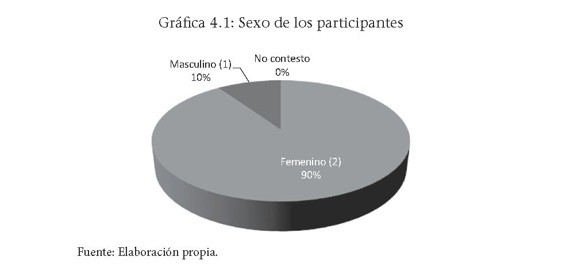 Gráfica 4.1: Sexo de los participantes
No contesto
0%
Masculino (1)
10%
Femenino (2)
90%
Fuente: Elaboración propia.